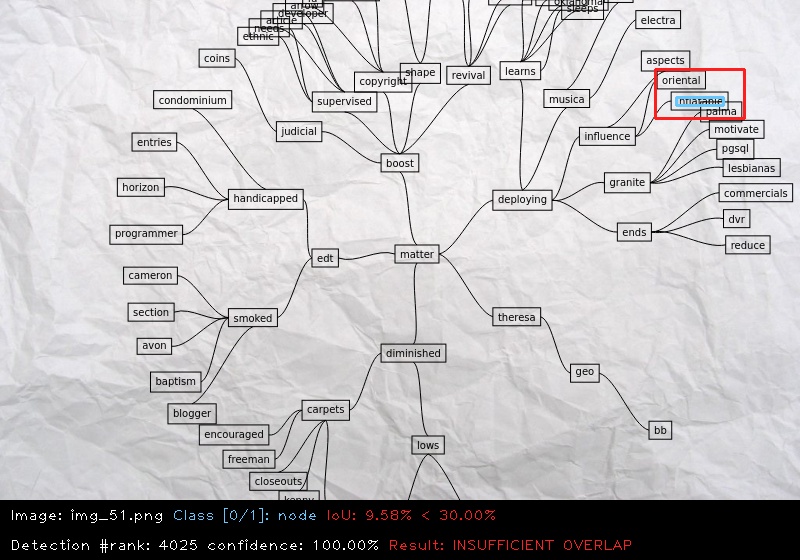 arrow
oklahoma
developer
sleeps
article
electra
needs
ethnic
coins
aspects
shape
learns
revival
oriental
copyright
condominium
supervised
musica
palma
judicial
motivate
influence
entries
pgsql
boost
lesbianas
granite
horizon
commercials
handicapped
deploying
dvr
programmer
ends
reduce
matter
edt
cameron
section
smoked
theresa
avon
diminished
geo
baptism
blogger
carpets
encouraged
bb
lows
freeman
closeouts
kenny
Image: img_51.png Class [0/1]: node IoU: 9.58% < 30.00%
Detection #rank: 4025 confidence: 100.00% Result: INSUFFICIENT OVERLAP